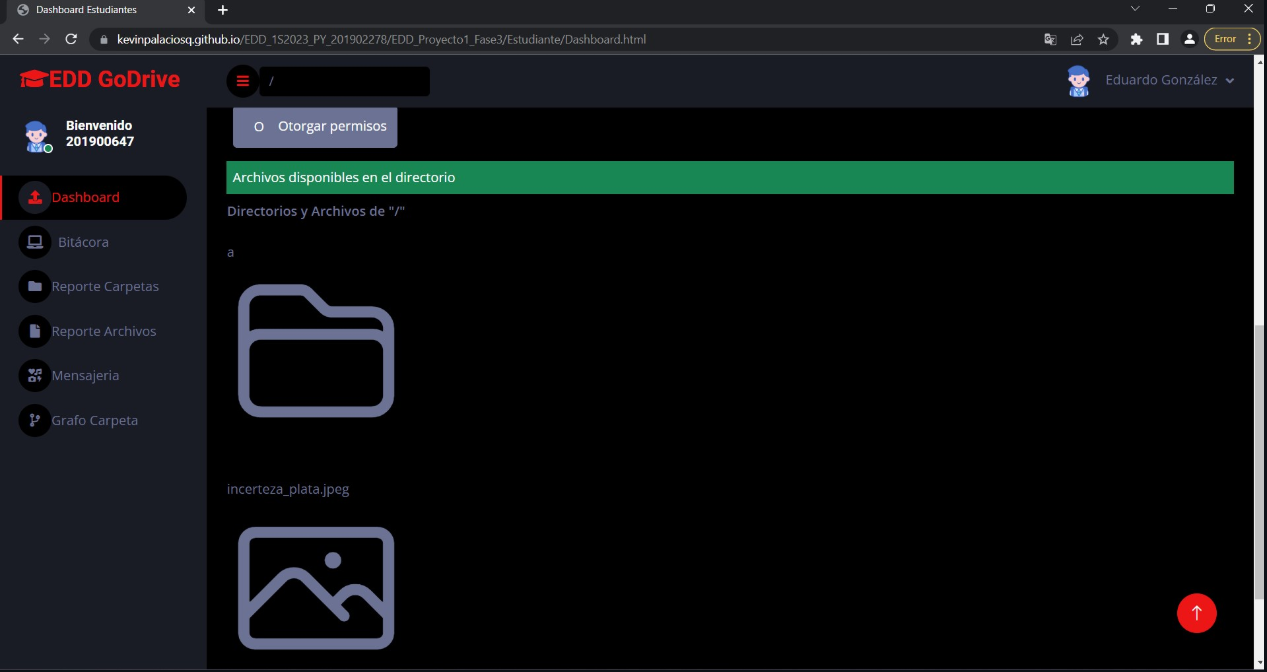 Dashboard Estudiantes
kevinpalaciosq.github.io/EDD_1S2023_PY_201902278/EDD_Proyecto1_Fase3/Estudiante/Dashboard.html
Error
EDD GoDrive
/
Eduardo González
Bienvenido
201900647
Dashboard
Bitácora
Reporte Carpetas
Reporte Archivos
Mensajeria
Grafo Carpeta
O Otorgar permisos
Archivos disponibles en el directorio
Directorios y Archivos de "/"
a
incerteza_plata.jpeg